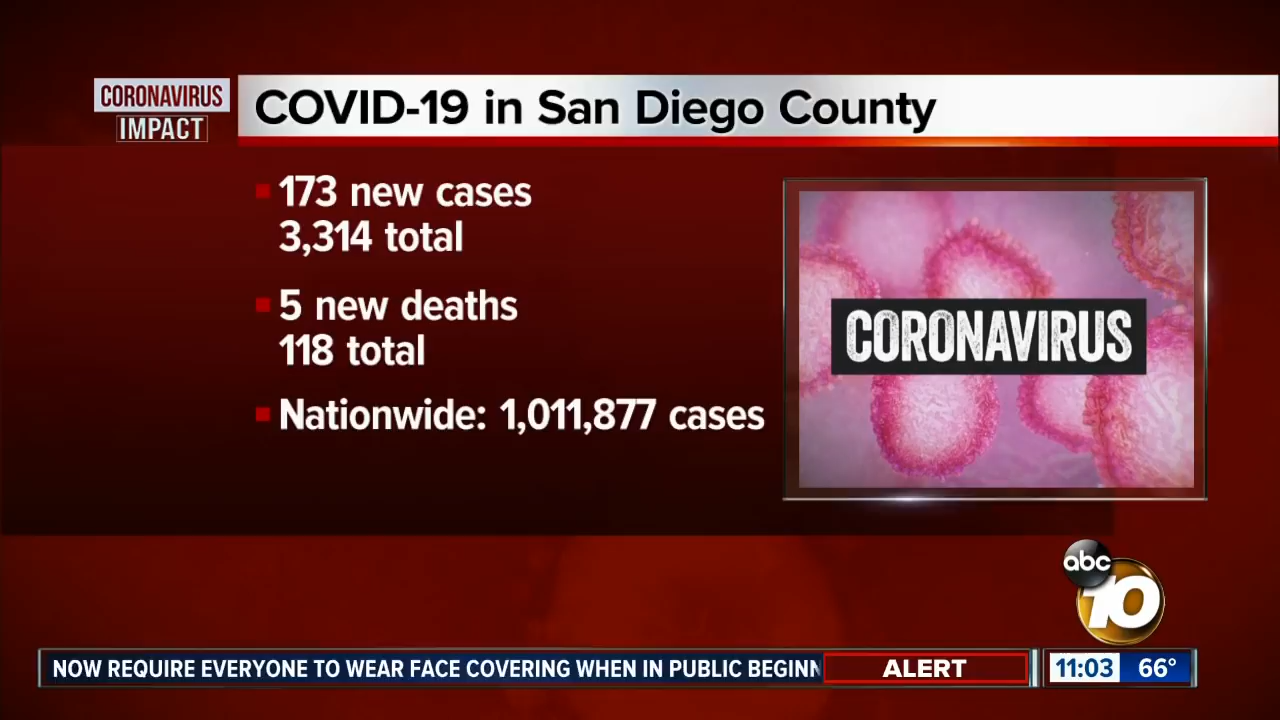 CORONAVIRUS
IMPACT
COVID-19 in San Diego County
173 new cases
3,314 total
5 new deaths
118 total
Nationwide: 1,011,877 cases
CORONAVIRUS
abc
10
NOW REQUIRE EVERYONE TO WEAR FACE COVERING WHEN IN PUBLIC BEGINN
ALERT
11:03 66°